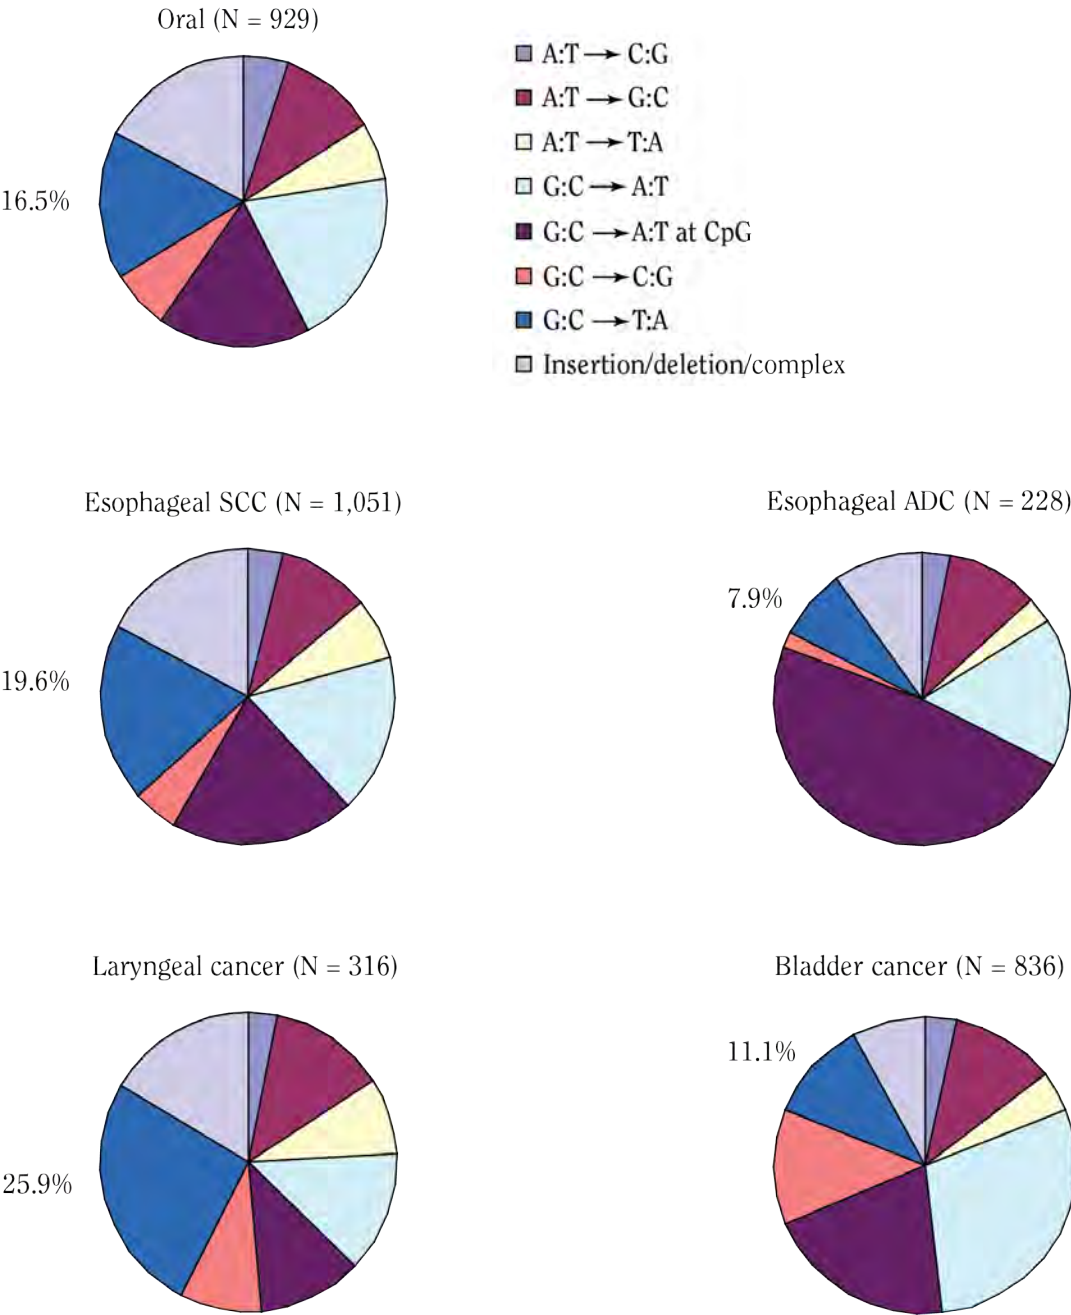 Oral (N = 929)
16.5%
A:T → C:G
A:T → G:C
A:T → T:A
G:C → A:T
G:C → A:T at CpG
G:C → C:G
G:C → T:A
Insertion/deletion/complex
Esophageal SCC (N = 1,051)
19.6%
Esophageal ADC (N = 228)
7.9%
Laryngeal cancer (N = 316)
25.9%
Bladder cancer (N = 836)
11.1%